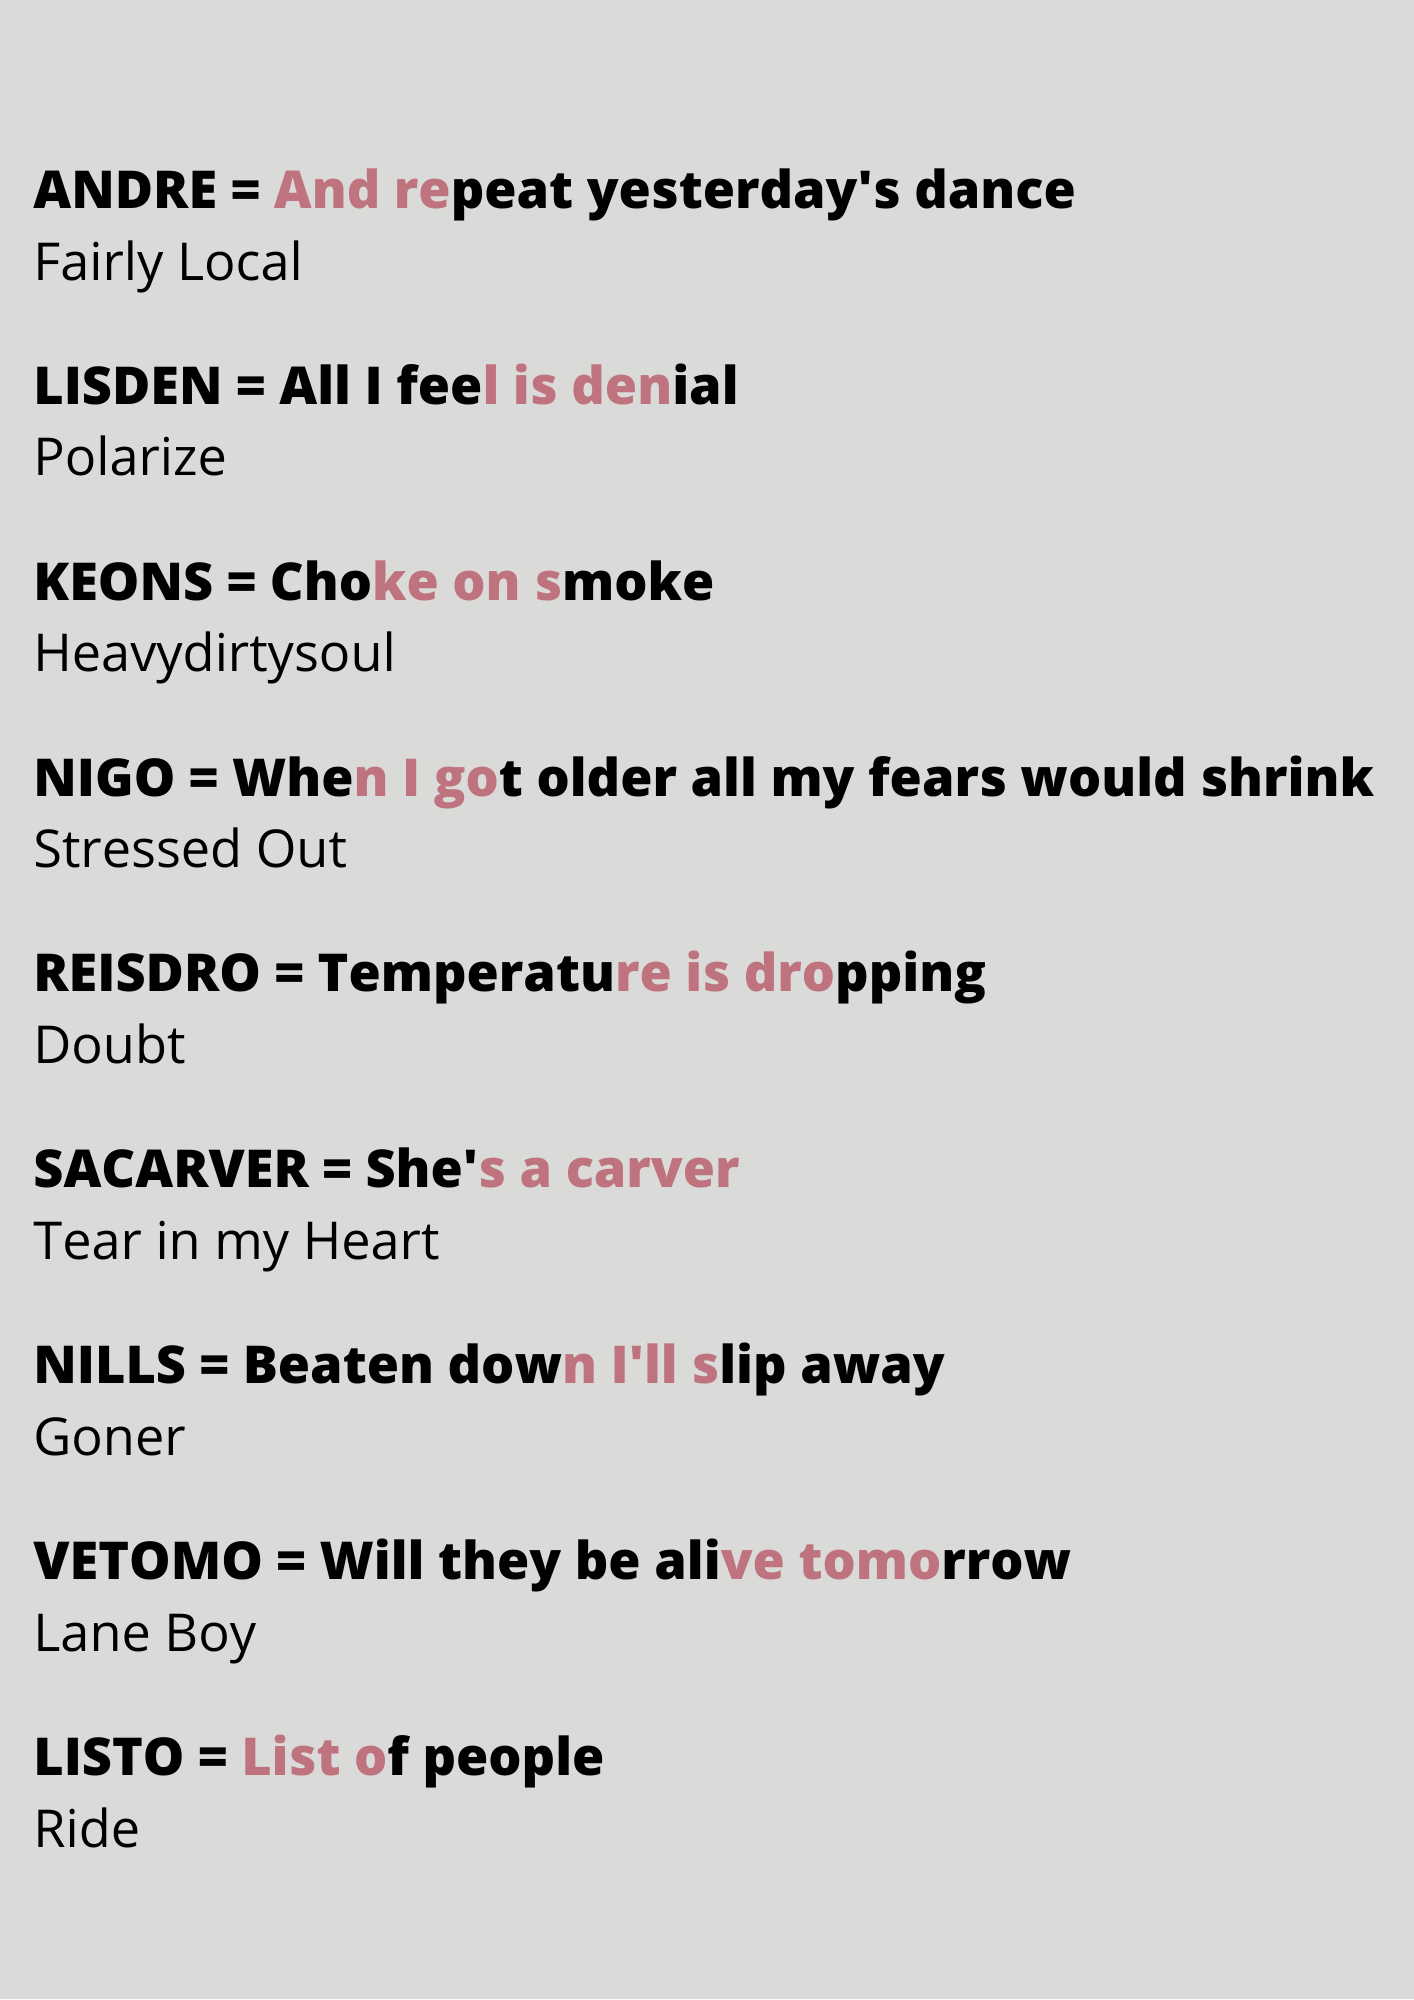 ANDRE = And repeat yesterday's dance
Fairly Local
LISDEN = All I feel is denial
Polarize
KEONS = Choke on smoke
Heavydirtysoul
NIGO = When I got older all my fears would shrink
Stressed Out
REISDRO = Temperature is dropping
Doubt
SACARVER = She's a carver
Tear in my Heart
NILLS = Beaten down I'll slip away
Goner
VETOMO = Will they be alive tomorrow
Lane Boy
LISTO = List of people
Ride